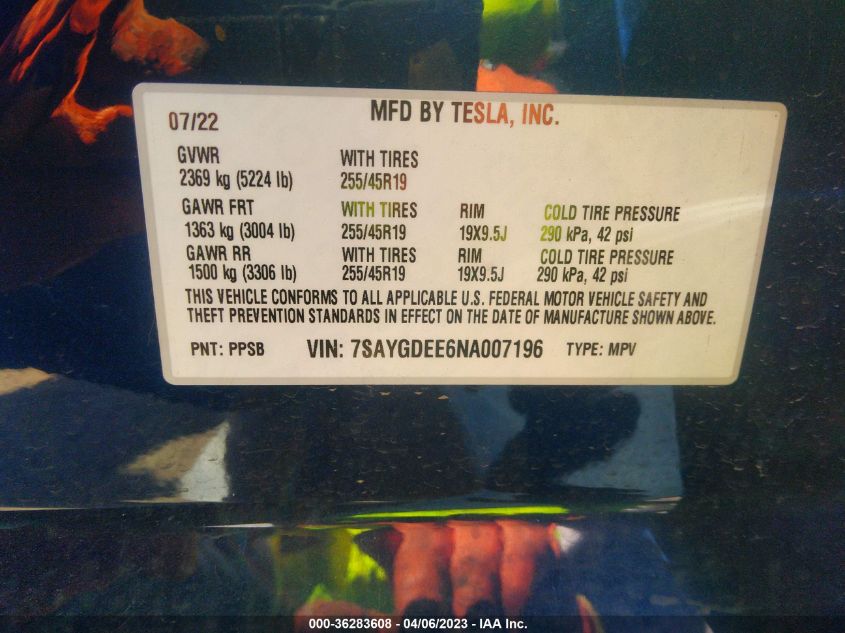 MFD BY TESLA, INC.
07/22
GVWR WITH TIRES
2369 kg (5224 lb) 255/45R19
GAWR FRT WITH TIRES RIM COLD TIRE PRESSURE
1363 kg (3004 lb) 255/45R19 19X9.5J 290 kPa, 42 psi
GAWR RR WITH TIRES RIM COLD TIRE PRESSURE
1500 kg (3306 lb) 255/45R19 19X9.5J 290 kPa, 42 psi
THIS VEHICLE CONFORMS TO ALL APPLICABLE U.S. FEDERAL MOTOR VEHICLE SAFETY AND
THEFT PREVENTION STANDARDS IN EFFECT ON THE DATE OF MANUFACTURE SHOWN ABOVE.
PNT: PPSB VIN: 7SAYGDEE6NA007196 TYPE: MPV
000-36283608 - 04/06/2023 - IAA Inc.